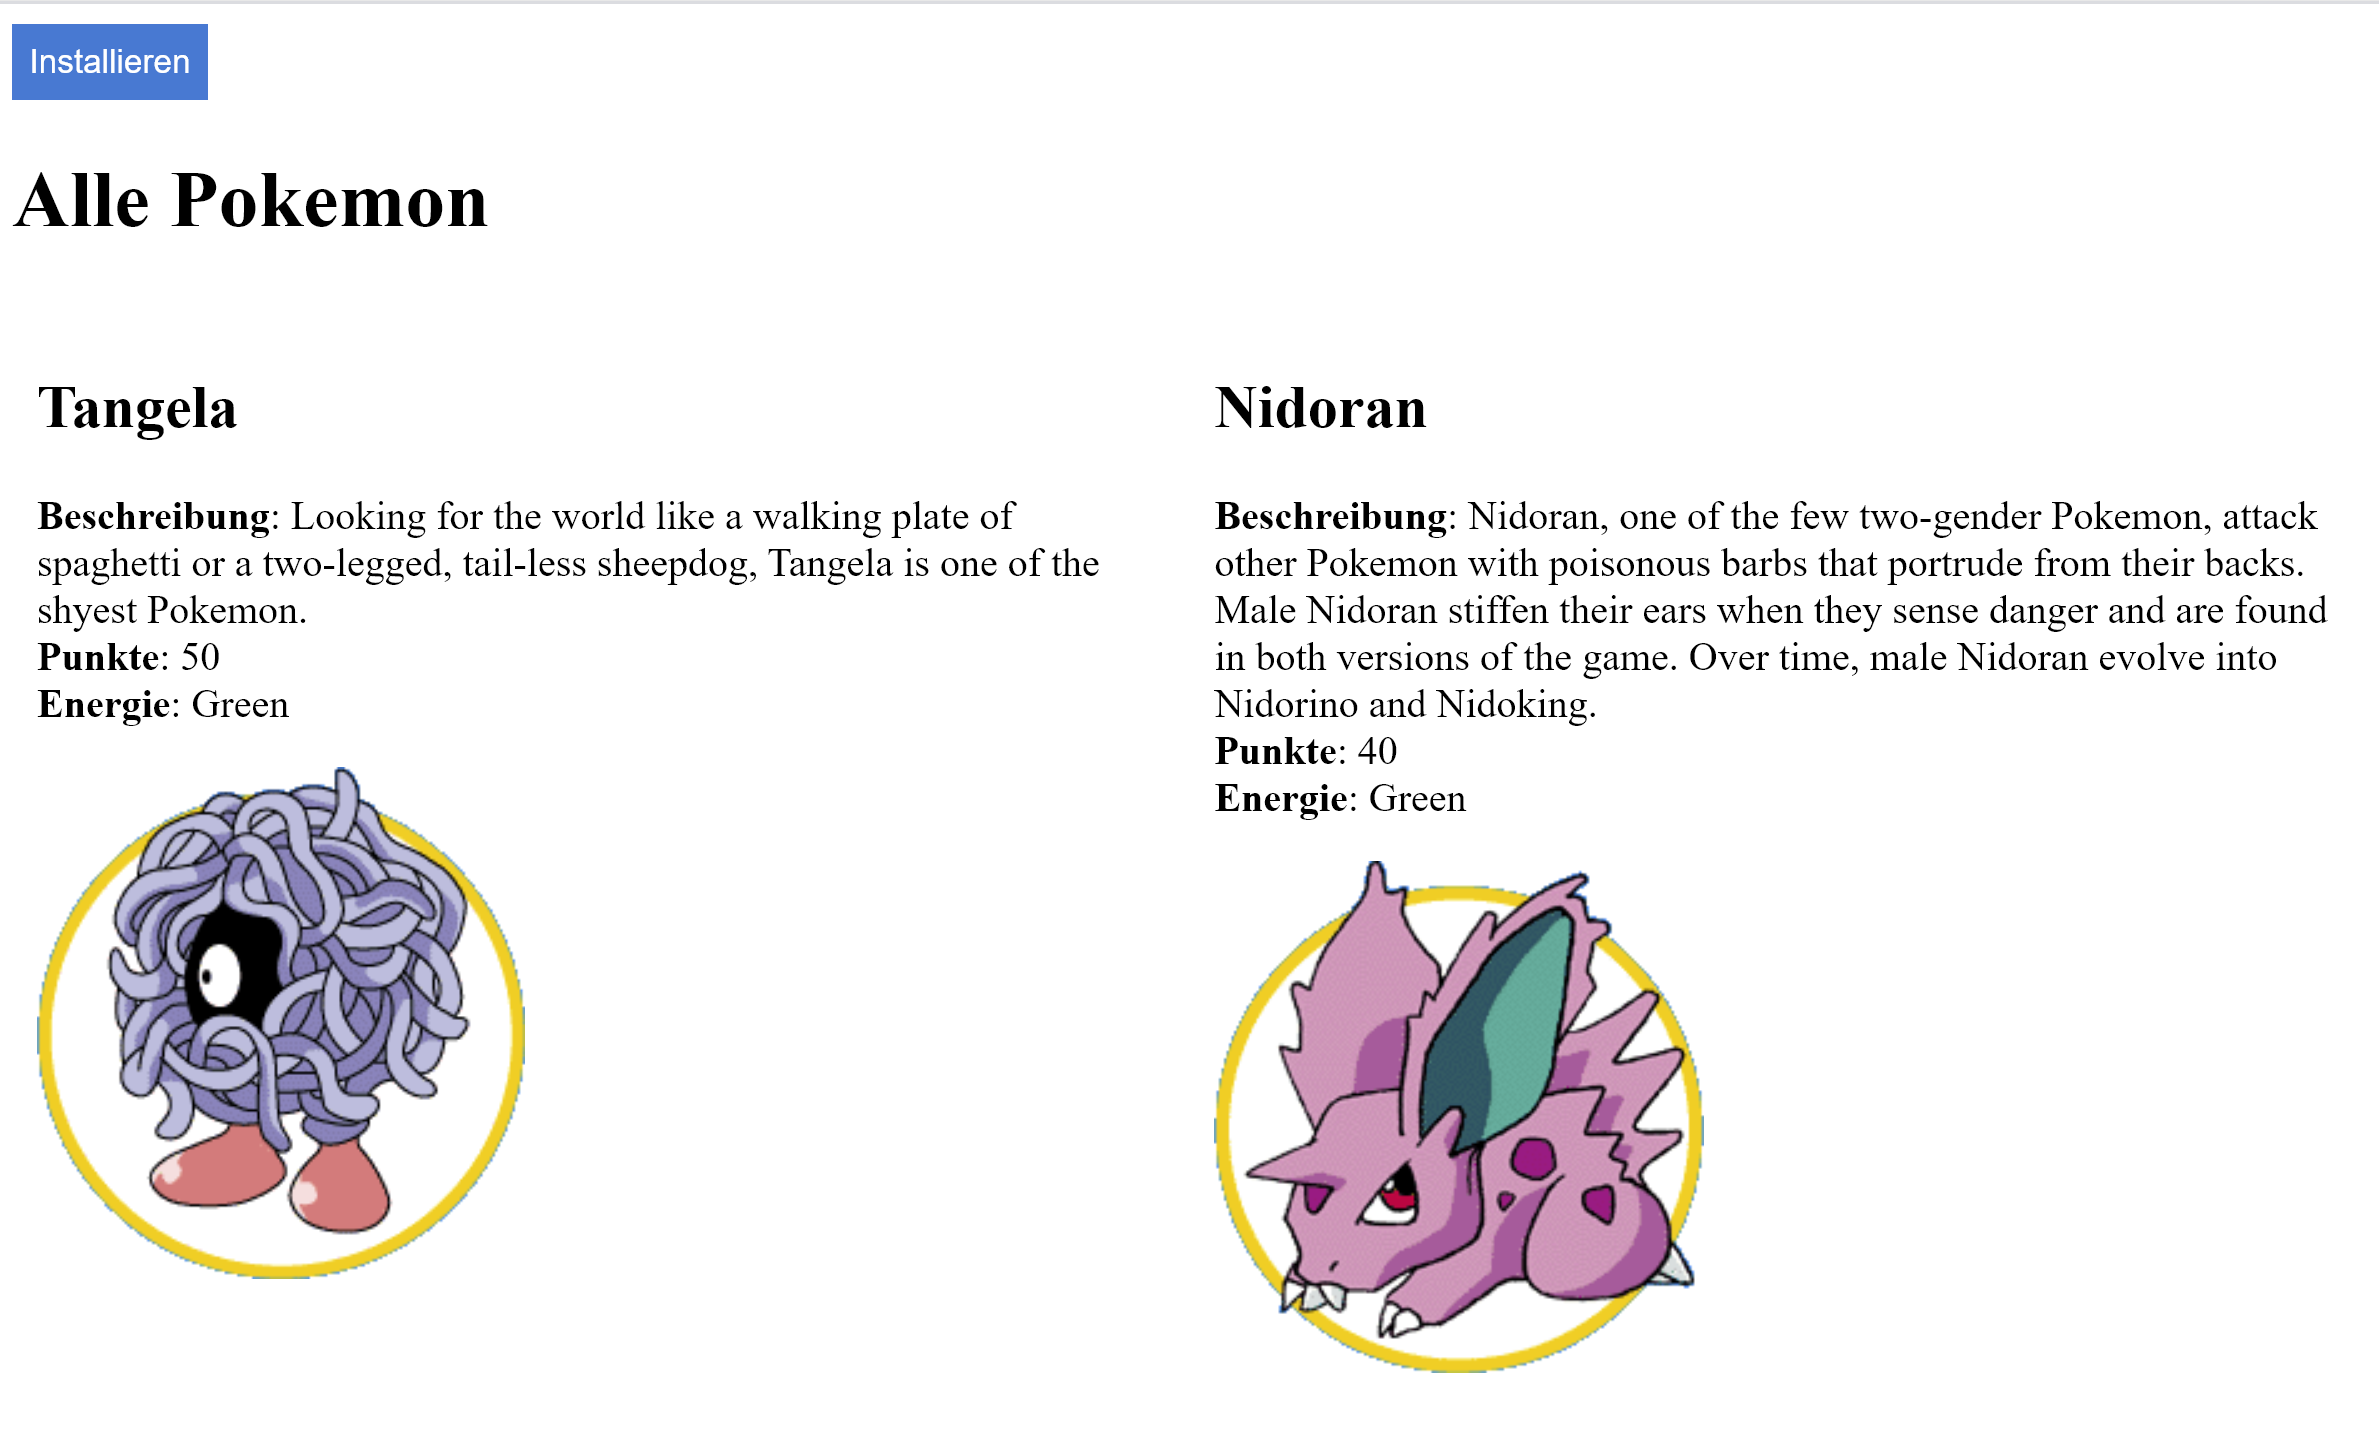 Installieren
Alle Pokemon
Tangela
Beschreibung: Looking for the world like a walking plate of
spaghetti or a two-legged, tail-less sheepdog, Tangela is one of the
shyest Pokemon.
Punkte: 50
Energie: Green
Nidoran
Beschreibung: Nidoran, one of the few two-gender Pokemon, attack
other Pokemon with poisonous barbs that portrude from their backs.
Male Nidoran stiffen their ears when they sense danger and are found
in both versions of the game. Over time, male Nidoran evolve into
Nidorino and Nidoking.
Punkte: 40
Energie: Green